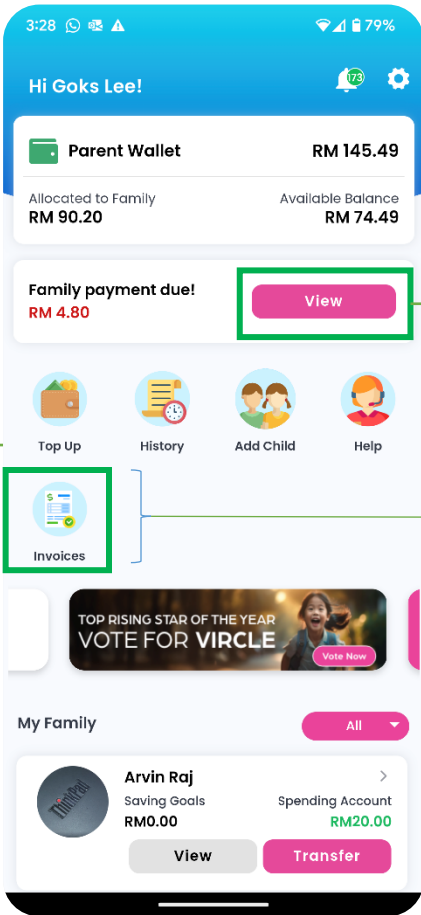 3:28 79%
Hi Goks Lee!
173
Parent Wallet RM 145.49
Allocated to Family Available Balance
RM 90.20 RM 74.49
Family payment due! View
RM 4.80
Top Up History Add Child Help
$
Invoices
TOP RISING STAR OF THE YEAR
VOTE FOR VIRCLE
Vote Now
My Family All
Arvin Raj
Saving Goals Spending Account
RM0.00 RM20.00
ThinkPad
View Transfer